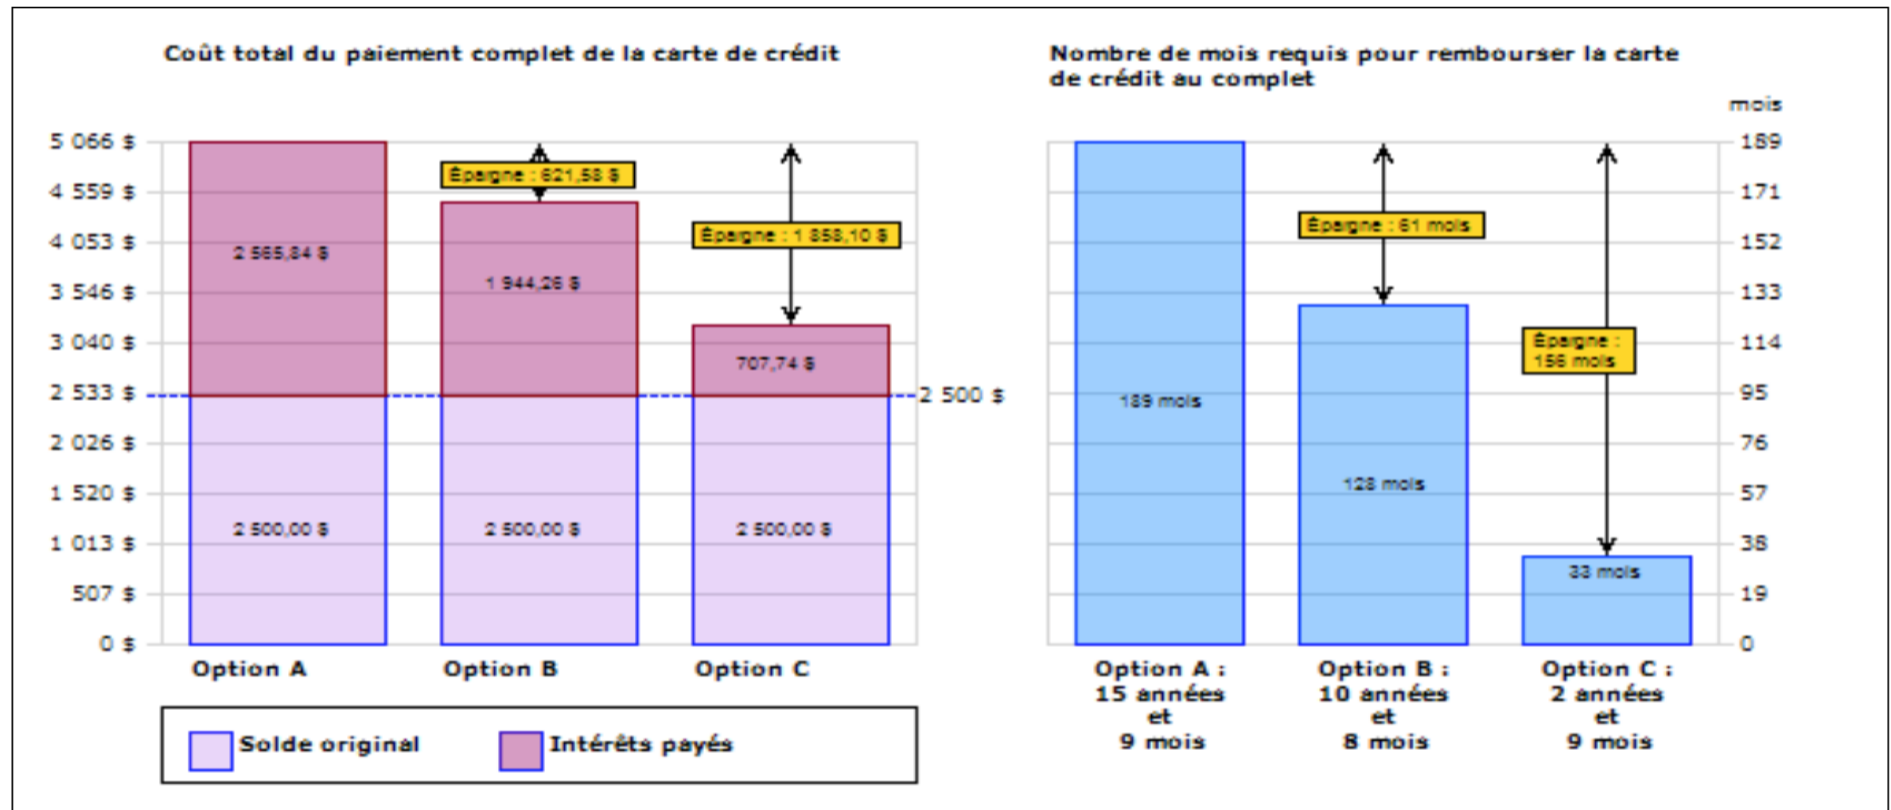 Coût total du paiement complet de la carte de crédit
5 066 $
4 559 $
4 053 $
3 546 $
3 040 $
2 533 $
2 026 $
1 520 $
1 013 $
507 $
0 $
2 565,84 $
2 500,00 $
Épargne : 621,58 $
1 944,26 $
2 500,00 $
Épargne : 1 858,10 $
707,74 $
2 500,00 $
2 500 $
Option A
Option B
Option C
Solde original
Intérêts payés
Nombre de mois requis pour rembourser la carte
de crédit au complet
mois
189
171
152
133
114
95
76
57
38
19
0
189 mois
Épargne : 61 mois
128 mois
Épargne :
156 mois
33 mois
Option A :
15 années
et
9 mois
Option B :
10 années
et
8 mois
Option C :
2 années
et
9 mois